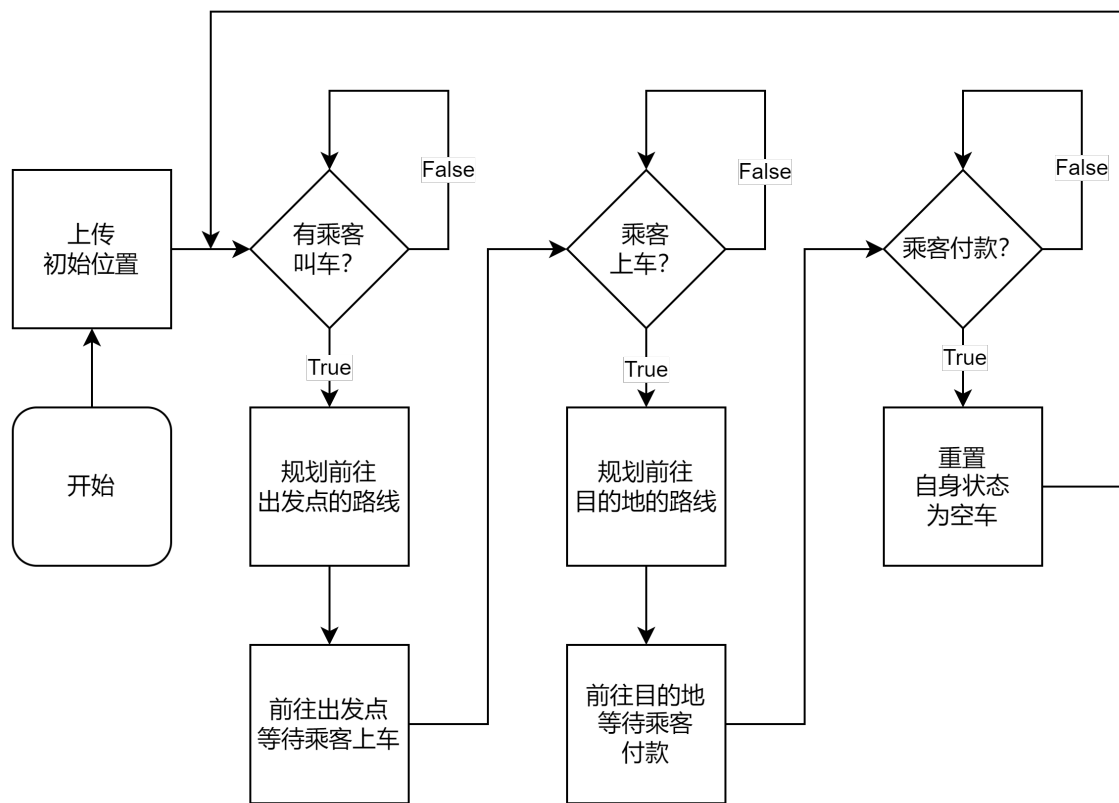 False
False
False
上传
初始位置
有乘客
叫车?
乘客
上车?
乘客付款?
True
True
True
开始
规划前往
出发点的路线
规划前往
目的地的路线
重置
自身状态
为空车
前往出发点
等待乘客上车
前往目的地
等待乘客
付款